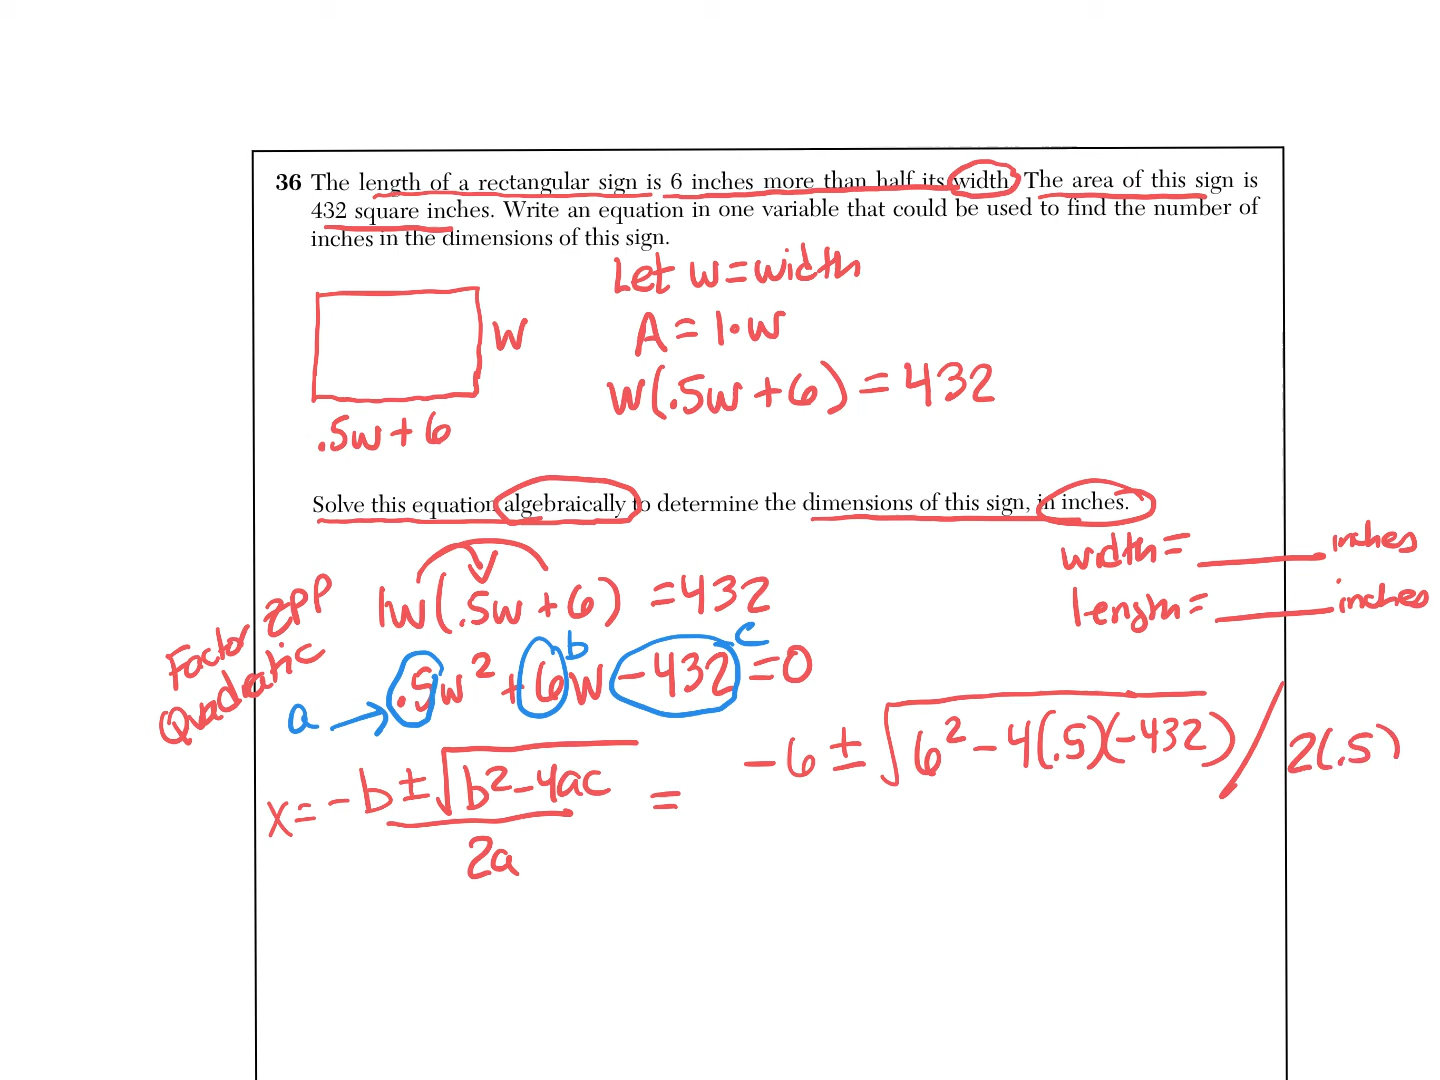 36 The length of a rectangular sign is 6 inches more than half its width. The area of this sign is
432 square inches. Write an equation in one variable that could be used to find the number of
inches in the dimensions of this sign.
Let w=width
A = l·w
w
w(.5w+6) = 432
.5w+6
Solve this equation algebraically to determine the dimensions of this sign, in inches.
width= ____ inches
length= ____ inches
1w(.5w+6) = 432
Factor ZPP
Quadratic
a → .5w² + 6w - 432 = 0
b
c
x = -b ± √b²-4ac =
2a
-6 ± √6² - 4(.5)(-432) / 2(.5)